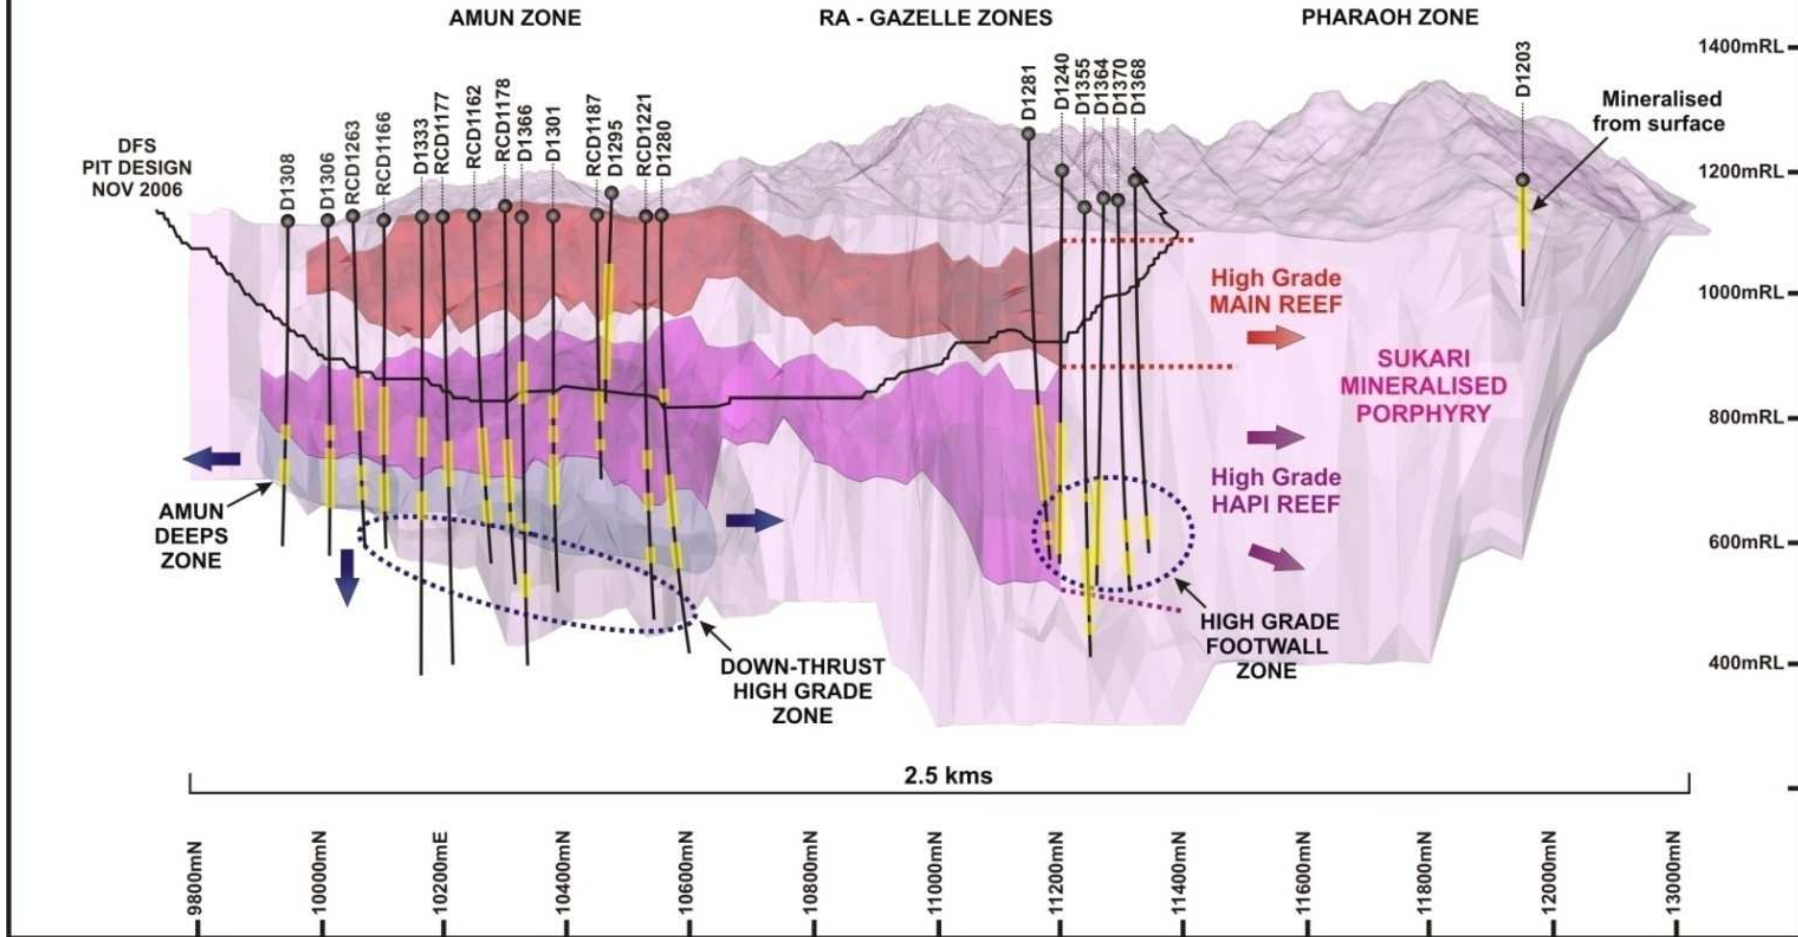 AMUN ZONE
RA - GAZELLE ZONES
PHARAOH ZONE
1400mRL
1200mRL
1000mRL
800mRL
600mRL
400mRL
DFS
PIT DESIGN
NOV 2006
D1308
D1306
RCD1263
RCD1166
D1333
RCD1177
RCD1162
RCD1178
D1366
D1301
RCD1187
D1295
RCD1221
D1280
D1281
D1240
D1355
D1364
D1370
D1368
D1203
Mineralised
from surface
High Grade
MAIN REEF
SUKARI
MINERALISED
PORPHYRY
High Grade
HAPI REEF
AMUN
DEEPS
ZONE
DOWN-THRUST
HIGH GRADE
ZONE
HIGH GRADE
FOOTWALL
ZONE
2.5 kms
9800mN
10000mN
10200mE
10400mN
10600mN
10800mN
11000mN
11200mN
11400mN
11600mN
11800mN
12000mN
13000mN